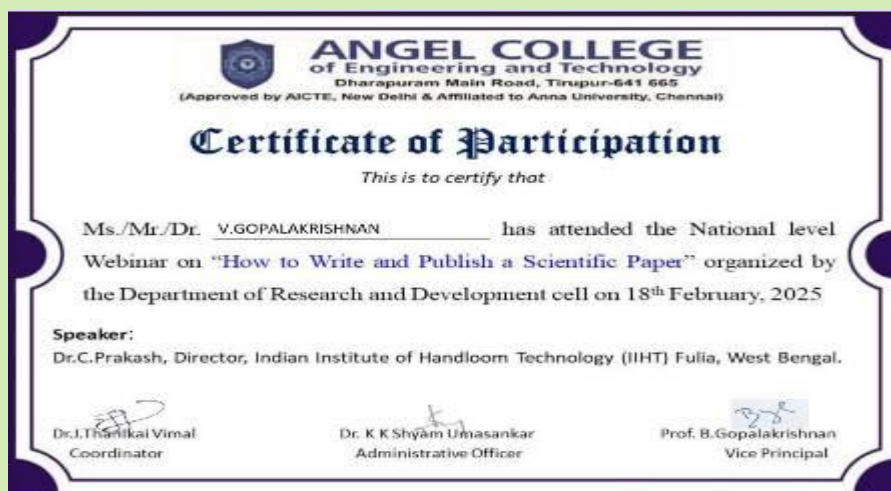 ANGEL COLLEGE
of Engineering and Technology
Dharapuram Main Road, Tirupur-641 665
(Approved by AICTE, New Delhi & Affiliated to Anna University, Chennai)
Certificate of Participation
This is to certify that
Ms./Mr./Dr. V.GOPALAKRISHNAN has attended the National level
Webinar on “How to Write and Publish a Scientific Paper” organized by
the Department of Research and Development cell on 18th February, 2025
Speaker:
Dr.C.Prakash, Director, Indian Institute of Handloom Technology (IIHT) Fulia, West Bengal.
Dr.J.Thanikai Vimal Dr. K K Shyam Umasankar Prof. B.Gopalakrishnan
Coordinator Administrative Officer Vice Principal